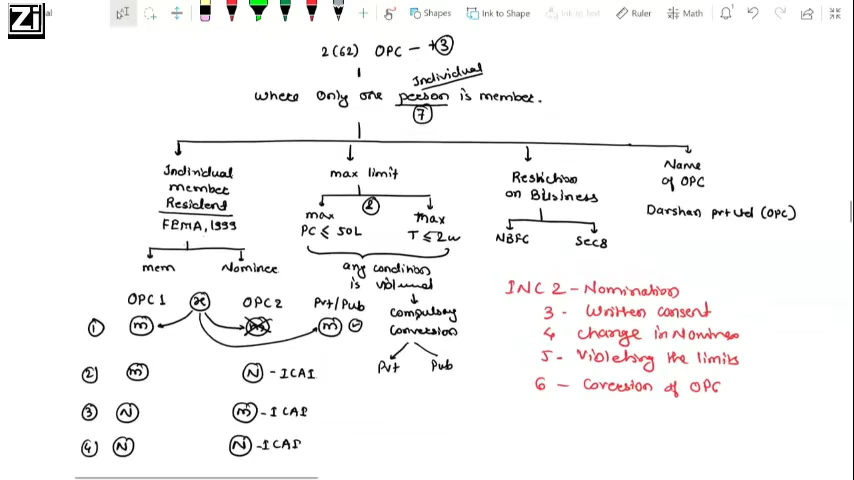 Zi
al
Shapes
Ink to Shape
Ink to Text
Ruler
Math
2(62) OPC - +3
Individual
where only one person is member.
7
Individual
member
Resident
FEMA, 1999
mem
Nominee
max limit
2
max
PC ≤ 50L
max
T ≤ 2w
any condition
is violated
compulsory
conversion
Pvt
Pub
Restriction
on Business
NBFC
Sec8
Name
of OPC
Darshan pvt Ltd (OPC)
OPC 1
x
OPC 2
Pvt/Pub
1) m m m
2) m N - ICAI
3) N m - ICAI
4) N N - ICAI
INC 2 - Nomination
3 - Written consent
4 change in Nominee
5 - Violating the limits
6 - Coversion of OPC